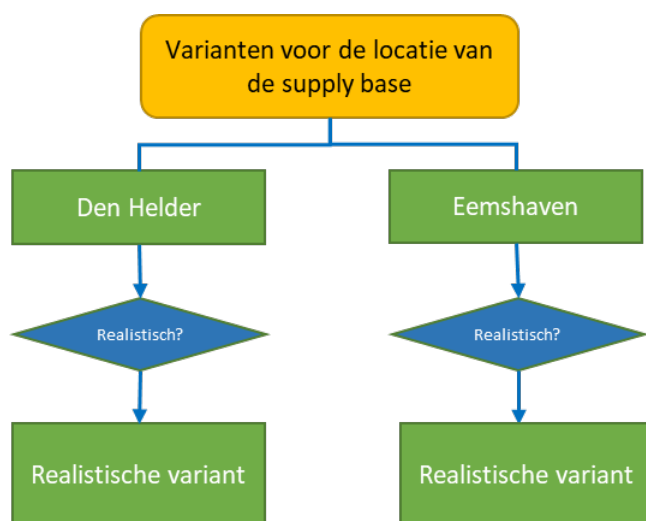 Varianten voor de locatie van
de supply base
Den Helder
Eemshaven
Realistisch?
Realistisch?
Realistische variant
Realistische variant